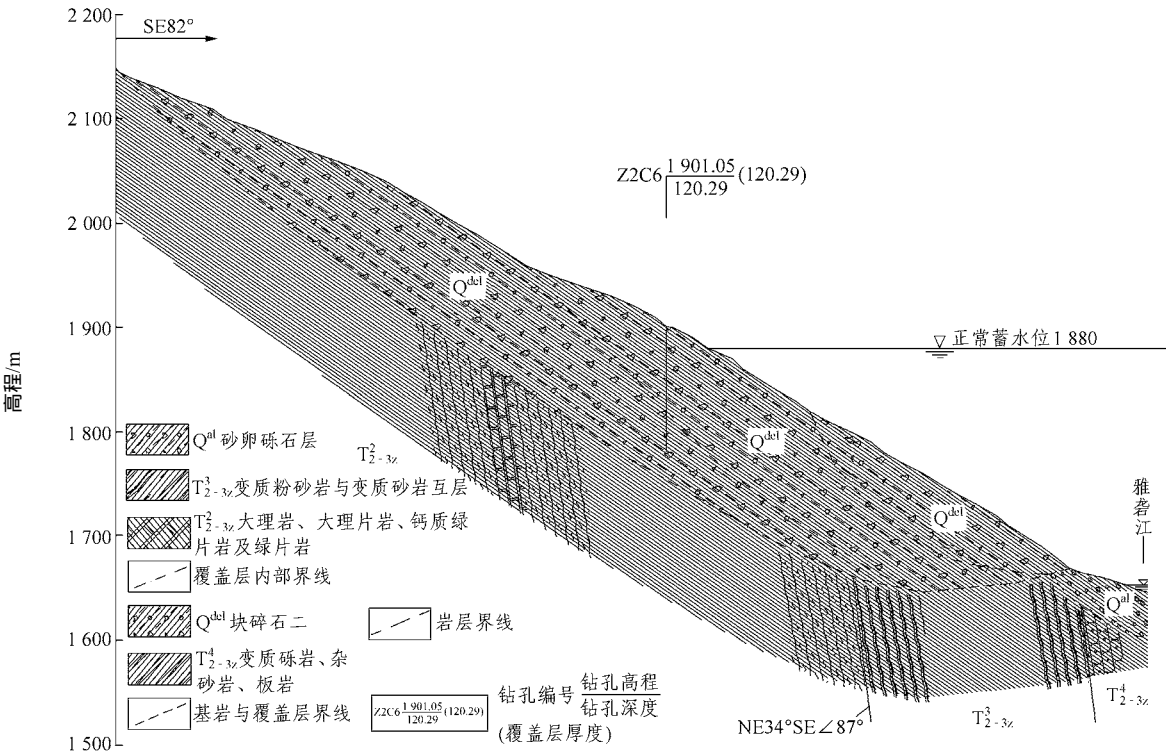 2 200
SE82°
2 100
Z2C6 1 901.05/120.29 (120.29)
2 000
Q^del
1 900
▽ 正常蓄水位1 880
高程/m
1 800
Q^del
T²₂₋₃z
Q^al 砂卵砾石层
T³₂₋₃z 变质粉砂岩与变质砂岩互层
雅砻江
T²₂₋₃z 大理岩、大理片岩、钙质绿
片岩及绿片岩
1 700
Q^del
覆盖层内部界线
Q^al
Q^del 块碎石二
岩层界线
1 600
T⁴₂₋₃z 变质砾岩、杂
砂岩、板岩
基岩与覆盖层界线
Z2C6 1 901.05/120.29 (120.29)
钻孔编号 钻孔高程/钻孔深度
(覆盖层厚度)
NE34°SE∠87°
T³₂₋₃z
T⁴₂₋₃z
1 500